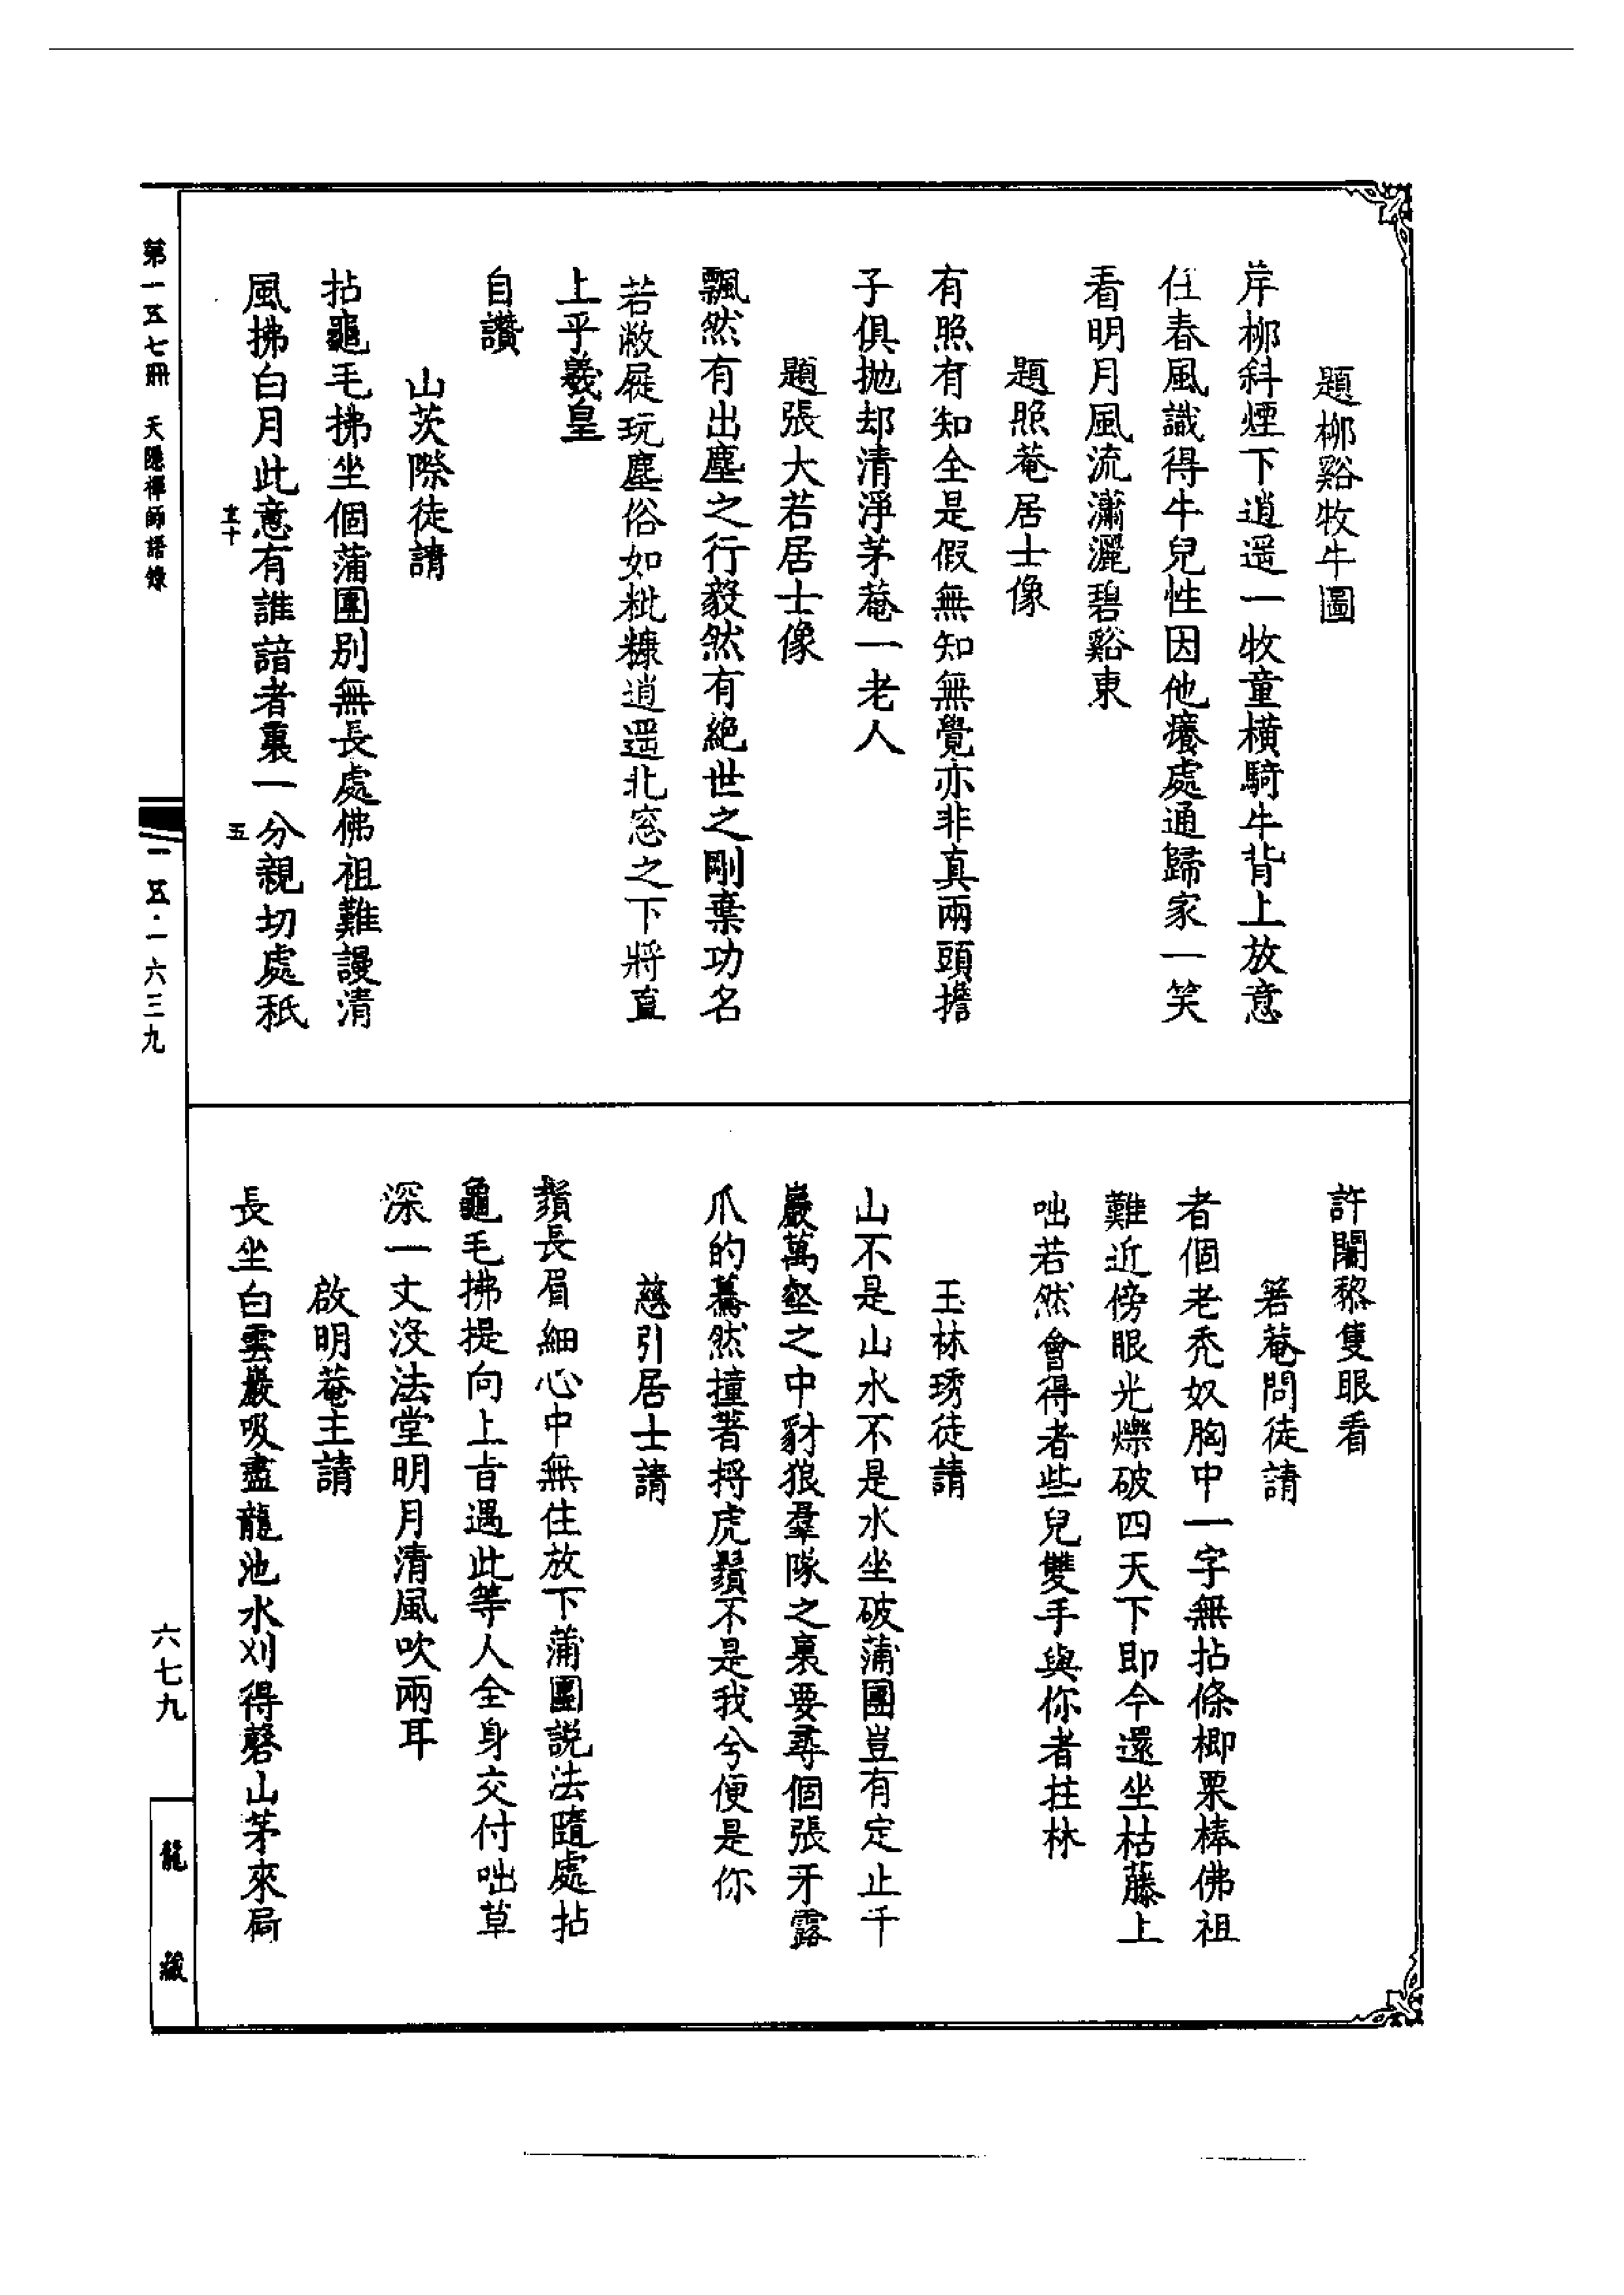 題柳谿牧牛圖
岸柳斜煙下逍遥一牧童橫騎牛背上放意
任春風識得牛兒性因他癢處通歸家一笑
看明月風流瀟灑碧谿東
題照菴居士像
有照有知全是假無知無覺亦非真兩頭擔
子俱拋却清淨茅菴一老人
題張大若居士像
飄然有出塵之行毅然有絕世之剛棄功名
若敝屣玩塵俗如粃糠逍遥北窓之下將直
上乎羲皇
自讚
山茨際徒請
拈龜毛拂坐個蒲團別無長處佛祖難謾清
風拂白月此意有誰諳者裏一分親切處秖
許闍黎隻眼看
箬菴問徒請
者個老禿奴胸中一字無拈條楖栗棒佛祖
難近傍眼光爍破四天下即今還坐枯藤上
咄若然會得者些兒雙手與你者拄杖
玉林琇徒請
山不是山水不是水坐破蒲團豈有定止千
巖萬壑之中豺狼羣隊之裏要尋個張牙露
爪的驀然撞著捋虎鬚不是我兮便是你
慈引居士請
鬚長眉細心中無住放下蒲團説法隨處拈
龜毛拂提向上旨遇此等人全身交付咄草
深一丈沒法堂明月清風吹兩耳
啟明菴主請
長坐白雲巖吸盡龍池水刈得磬山茅來扃
第一五七冊 天隱禪師語錄
十
五
一五·一六三九
六七九
龍藏